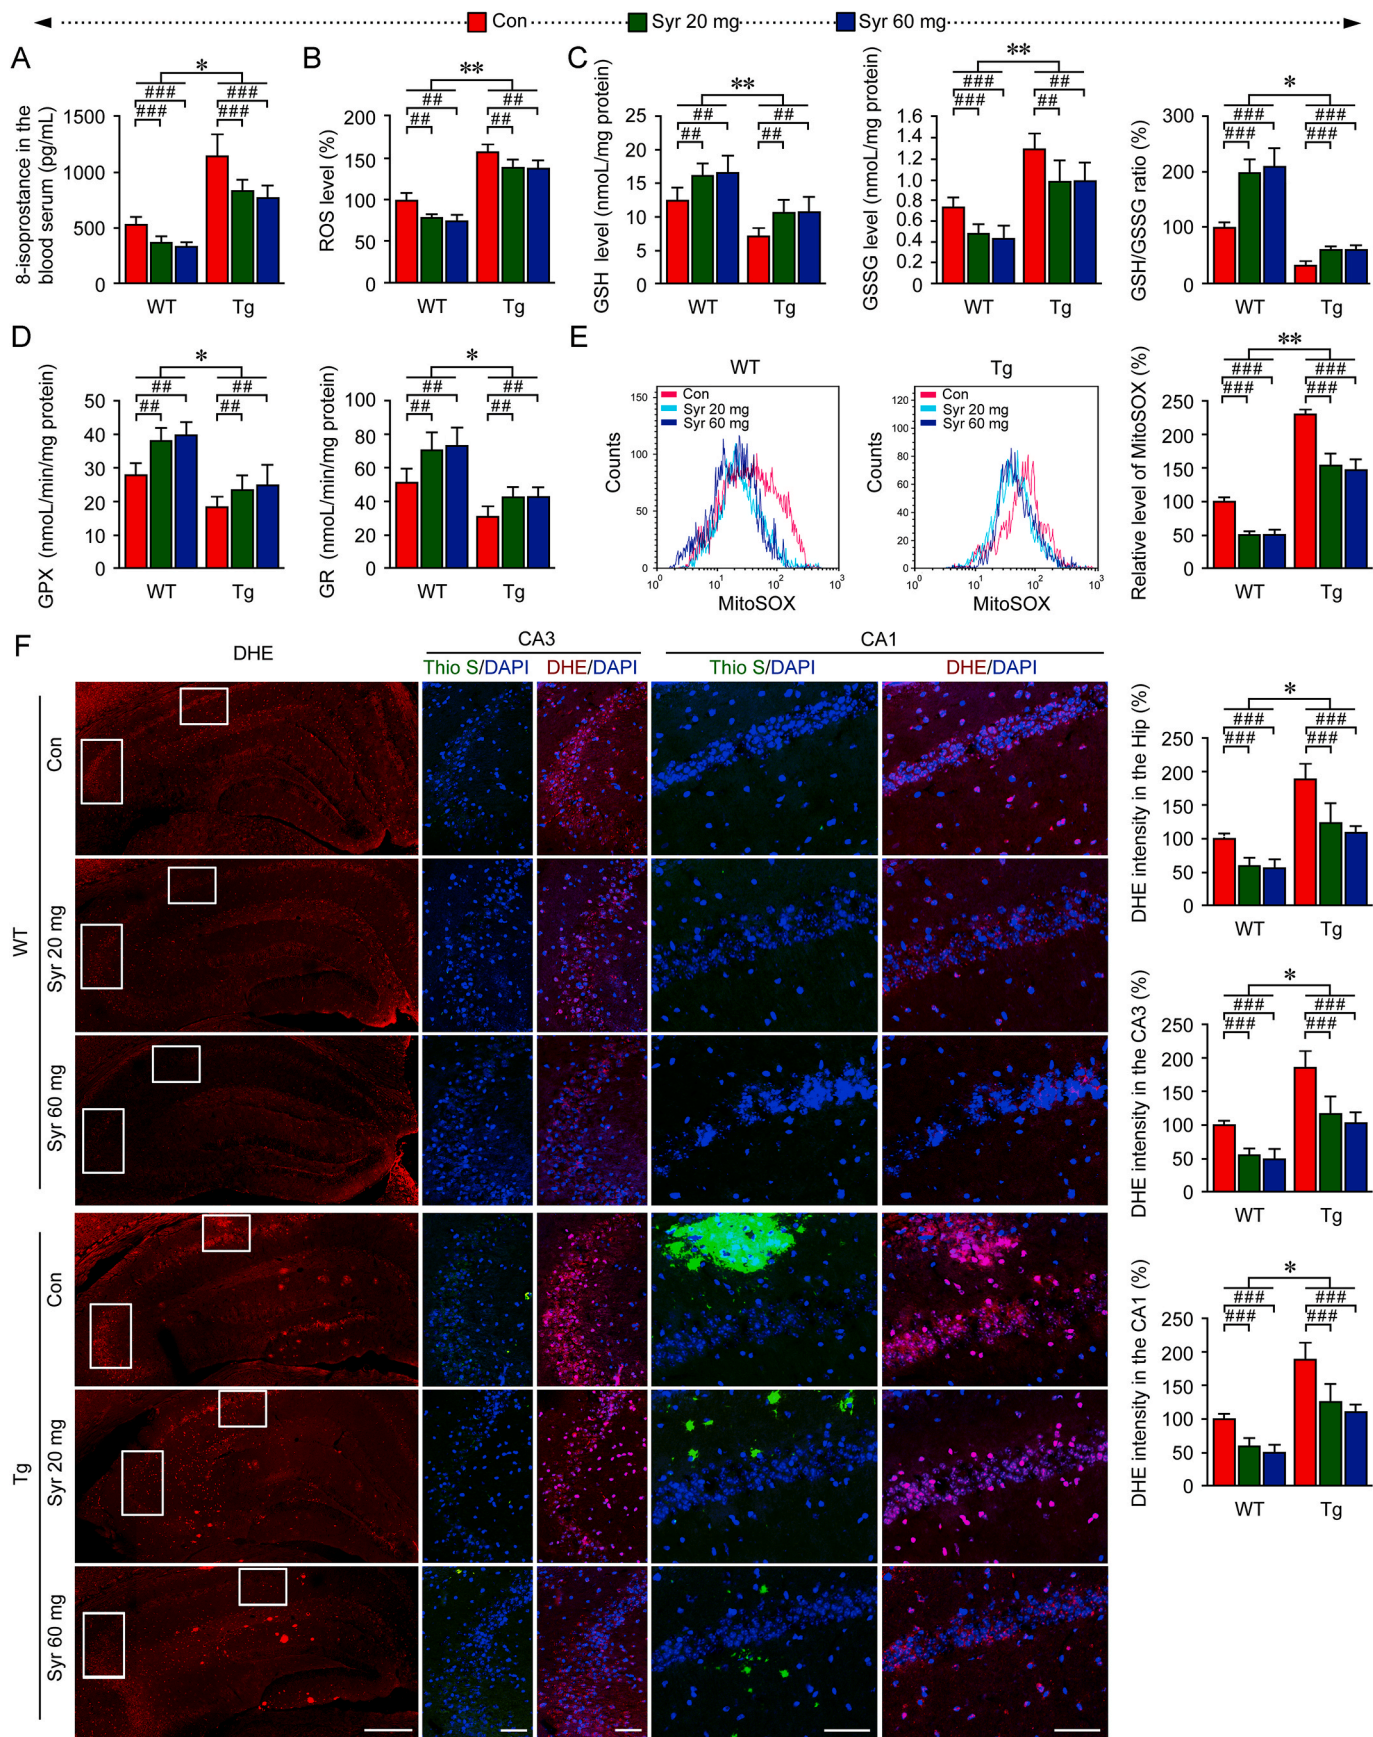 Con Syr 20 mg Syr 60 mg
A
8-isoprostance in the
blood serum (pg/mL)
1500
1000
500
0
*
###
###
###
###
WT Tg
B
ROS level (%)
200
150
100
50
0
**
##
##
##
##
WT Tg
C
GSH level (nmoL/mg protein)
25
20
15
10
5
0
**
##
##
##
##
WT Tg
GSSG level (nmoL/mg protein)
1.6
1.4
1.2
1.0
0.8
0.6
0.4
0.2
0
**
###
##
###
##
WT Tg
GSH/GSSG ratio (%)
300
200
100
0
*
###
###
###
###
WT Tg
D
GPX (nmoL/min/mg protein)
50
40
30
20
10
0
*
##
##
##
##
WT Tg
GR (nmoL/min/mg protein)
100
80
60
40
20
0
*
##
##
##
##
WT Tg
E
WT
Counts
150
100
50
0
Con
Syr 20 mg
Syr 60 mg
10⁰ 10¹ 10² 10³
MitoSOX
Tg
Counts
120
100
80
60
40
20
0
Con
Syr 20 mg
Syr 60 mg
10⁰ 10¹ 10² 10³
MitoSOX
Relative level of MitoSOX (%)
250
200
150
100
50
0
**
###
###
###
###
WT Tg
F
DHE
CA3
CA1
Thio S/DAPI
DHE/DAPI
Thio S/DAPI
DHE/DAPI
WT
Con
Syr 20 mg
Syr 60 mg
Tg
Con
Syr 20 mg
Syr 60 mg
DHE intensity in the Hip (%)
250
200
150
100
50
0
*
###
###
###
###
WT Tg
DHE intensity in the CA3 (%)
250
200
150
100
50
0
*
###
###
###
###
WT Tg
DHE intensity in the CA1 (%)
250
200
150
100
50
0
*
###
###
###
###
WT Tg